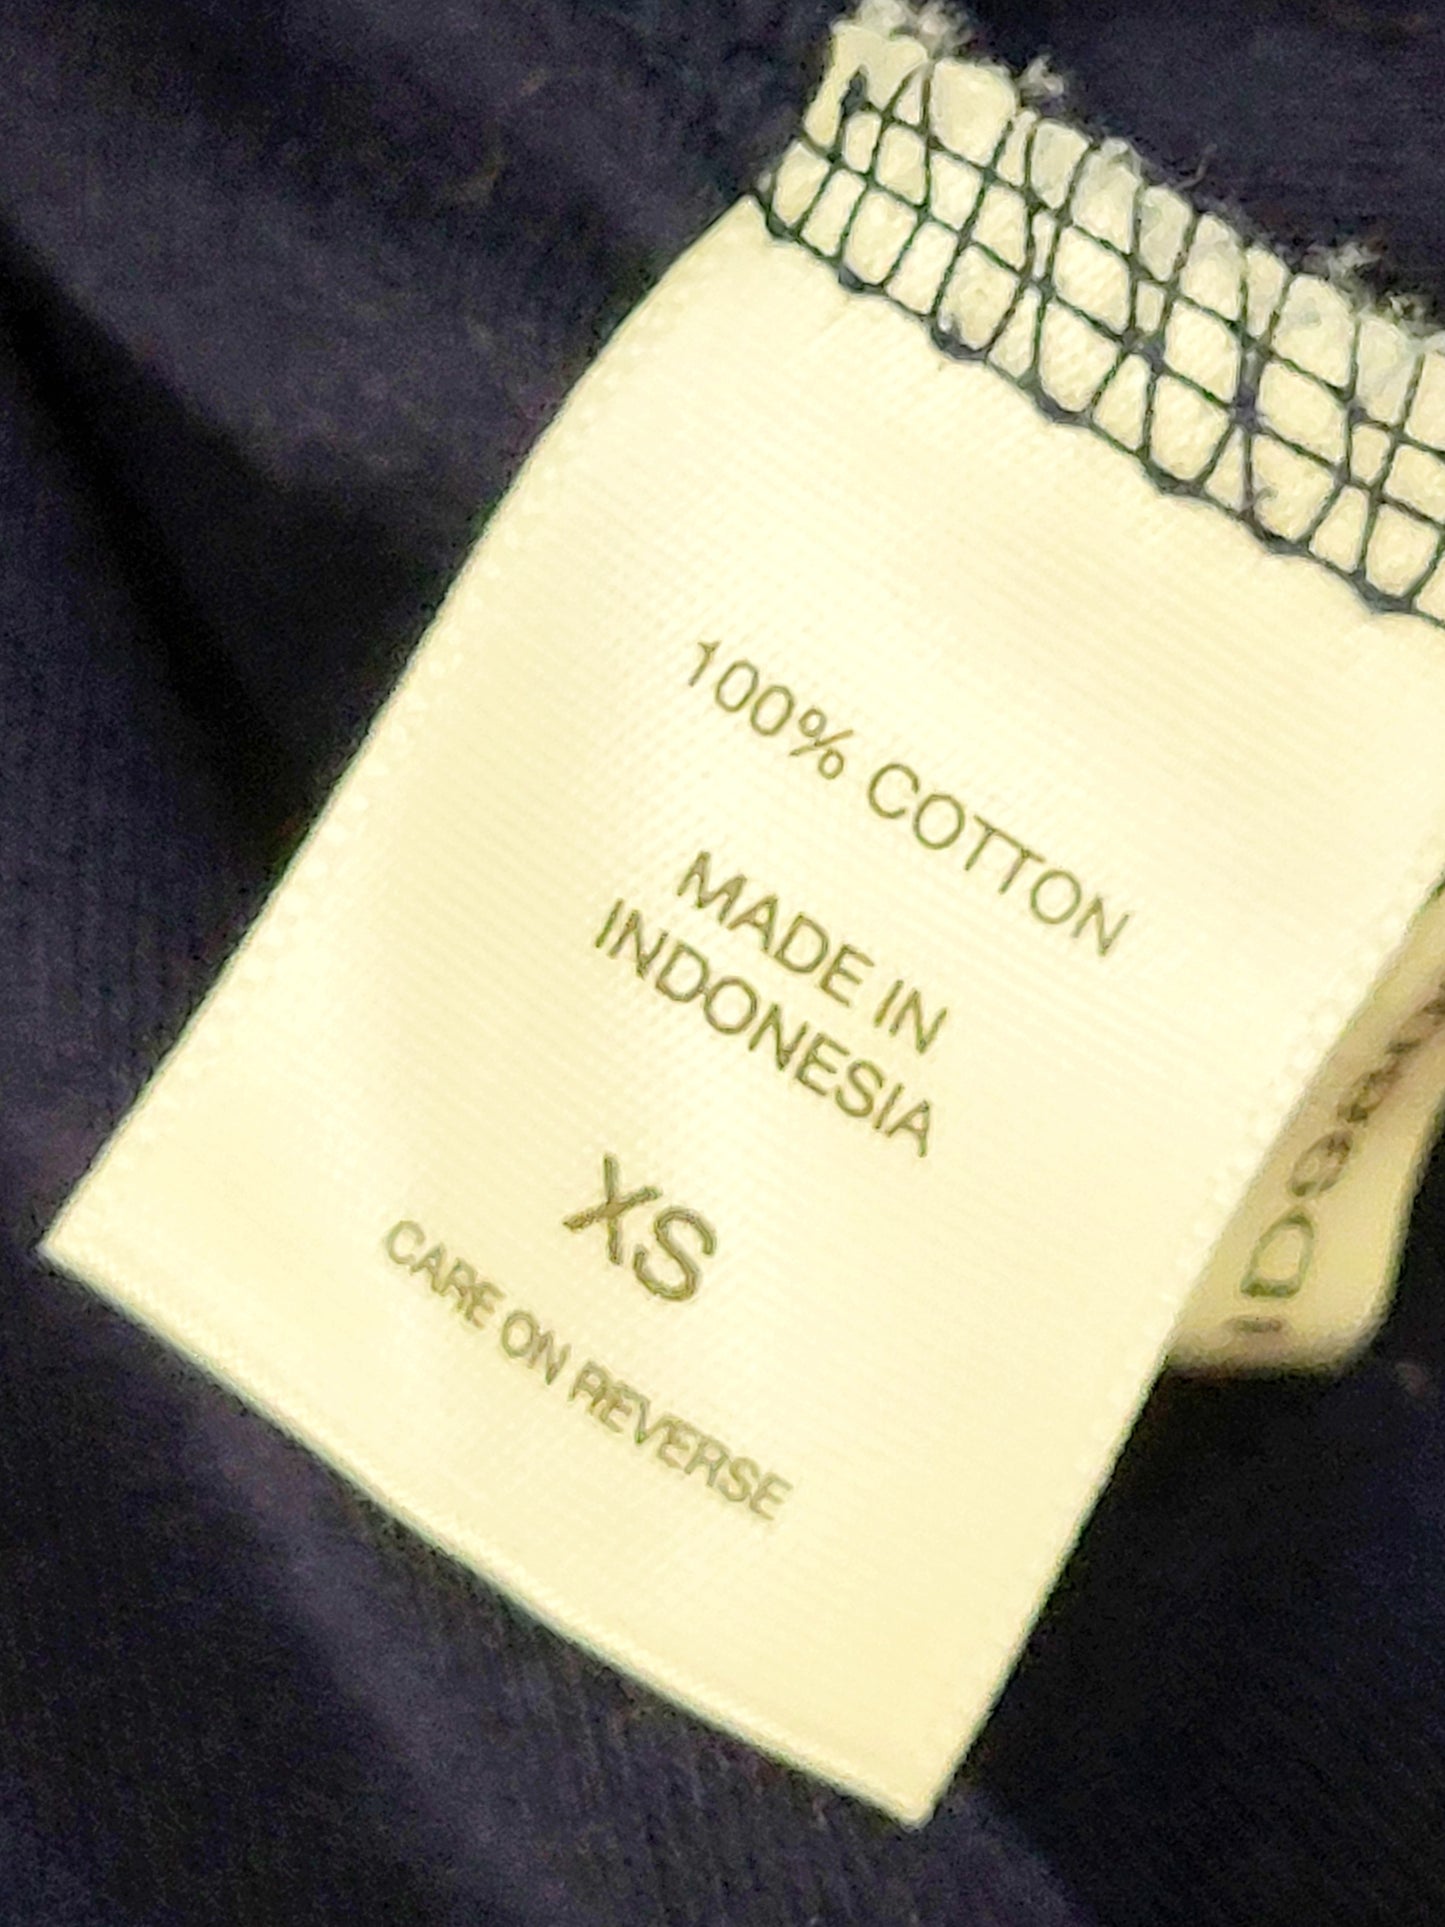 100% COTTON
MADE IN
INDONESIA
XS
CARE ON REVERSE